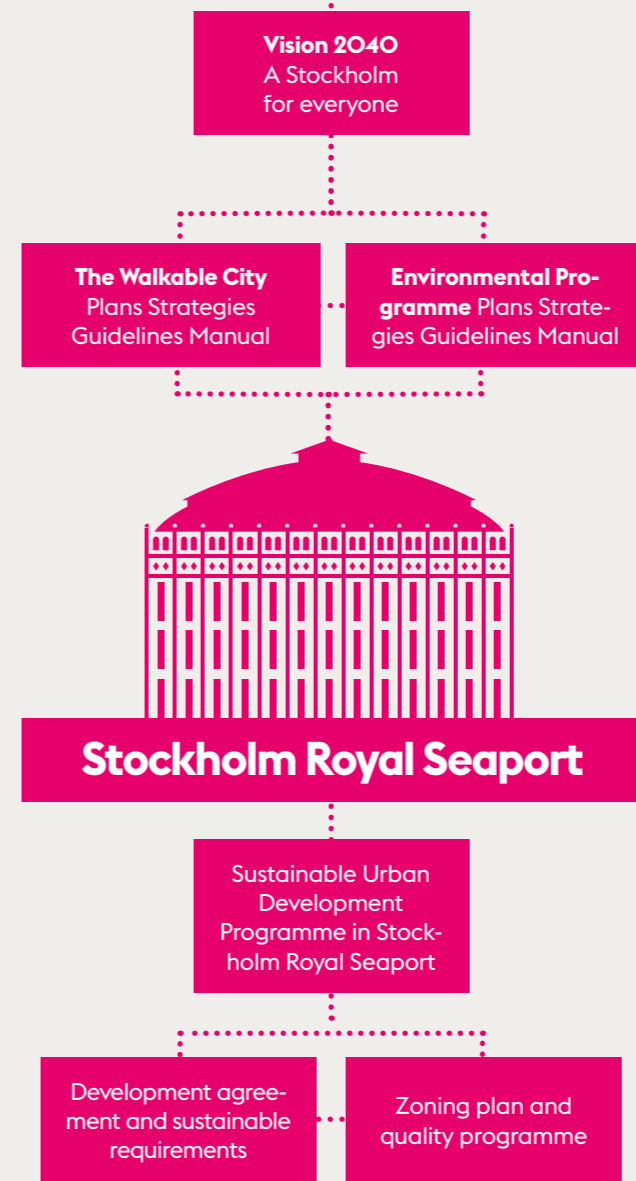 Vision 2040
A Stockholm
for everyone
The Walkable City
Plans Strategies
Guidelines Manual
Environmental Pro-
gramme Plans Strate-
gies Guidelines Manual
Stockholm Royal Seaport
Sustainable Urban
Development
Programme in Stock-
holm Royal Seaport
Development agree-
ment and sustainable
requirements
Zoning plan and
quality programme